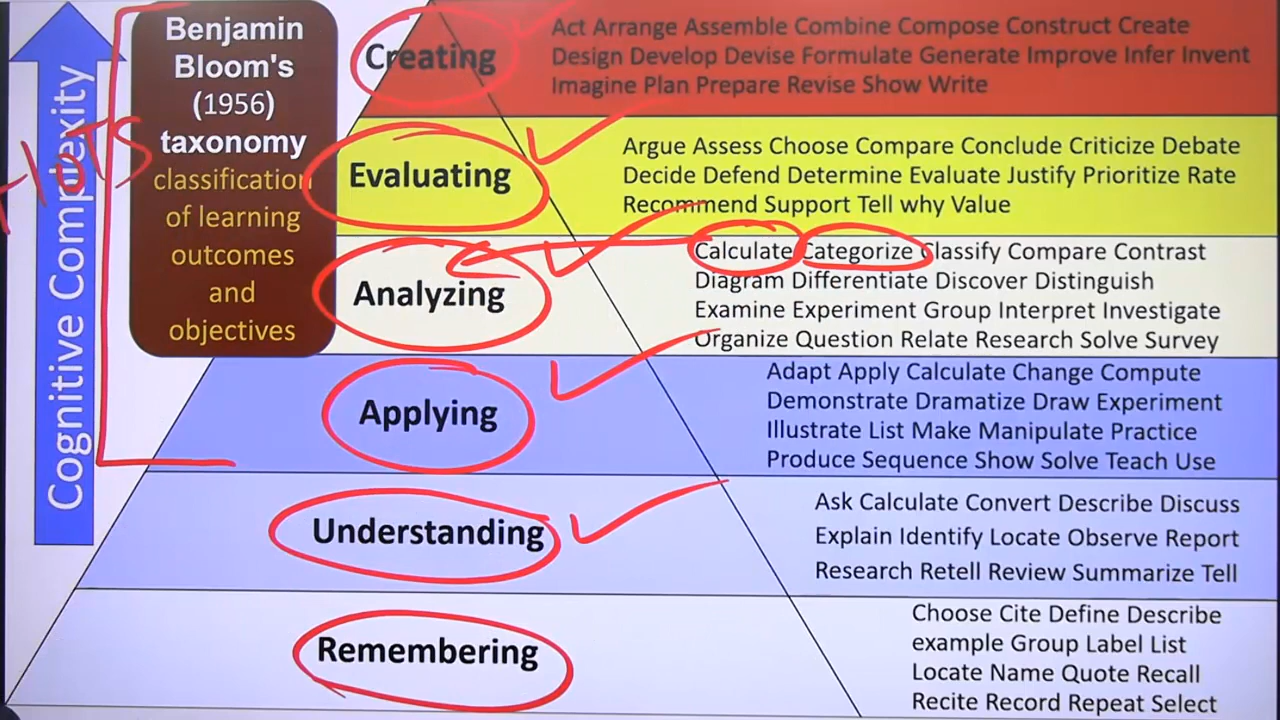 Cognitive Complexity
HOTS
Benjamin
Bloom's
(1956)
taxonomy
classification
of learning
outcomes
and
objectives
Creating
Act Arrange Assemble Combine Compose Construct Create
Design Develop Devise Formulate Generate Improve Infer Invent
Imagine Plan Prepare Revise Show Write
Evaluating
Argue Assess Choose Compare Conclude Criticize Debate
Decide Defend Determine Evaluate Justify Prioritize Rate
Recommend Support Tell why Value
Analyzing
Calculate Categorize Classify Compare Contrast
Diagram Differentiate Discover Distinguish
Examine Experiment Group Interpret Investigate
Organize Question Relate Research Solve Survey
Applying
Adapt Apply Calculate Change Compute
Demonstrate Dramatize Draw Experiment
Illustrate List Make Manipulate Practice
Produce Sequence Show Solve Teach Use
Understanding
Ask Calculate Convert Describe Discuss
Explain Identify Locate Observe Report
Research Retell Review Summarize Tell
Remembering
Choose Cite Define Describe
example Group Label List
Locate Name Quote Recall
Recite Record Repeat Select